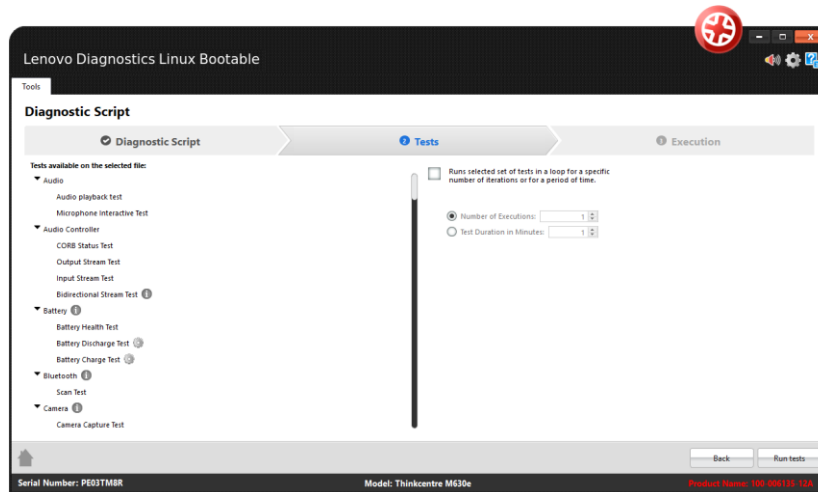 Lenovo Diagnostics Linux Bootable
Tools
Diagnostic Script
Diagnostic Script
2 Tests
3 Execution
Tests available on the selected file:
Audio
Audio playback test
Microphone Interactive Test
Audio Controller
CORB Status Test
Output Stream Test
Input Stream Test
Bidirectional Stream Test
Battery
Battery Health Test
Battery Discharge Test
Battery Charge Test
Bluetooth
Scan Test
Camera
Camera Capture Test
Runs selected set of tests in a loop for a specific
number of iterations or for a period of time.
Number of Executions: 1
Test Duration in Minutes: 1
Back Run tests
Serial Number: PE03TM8R Model: Thinkcentre M630e Product Name: 100-006135-12A